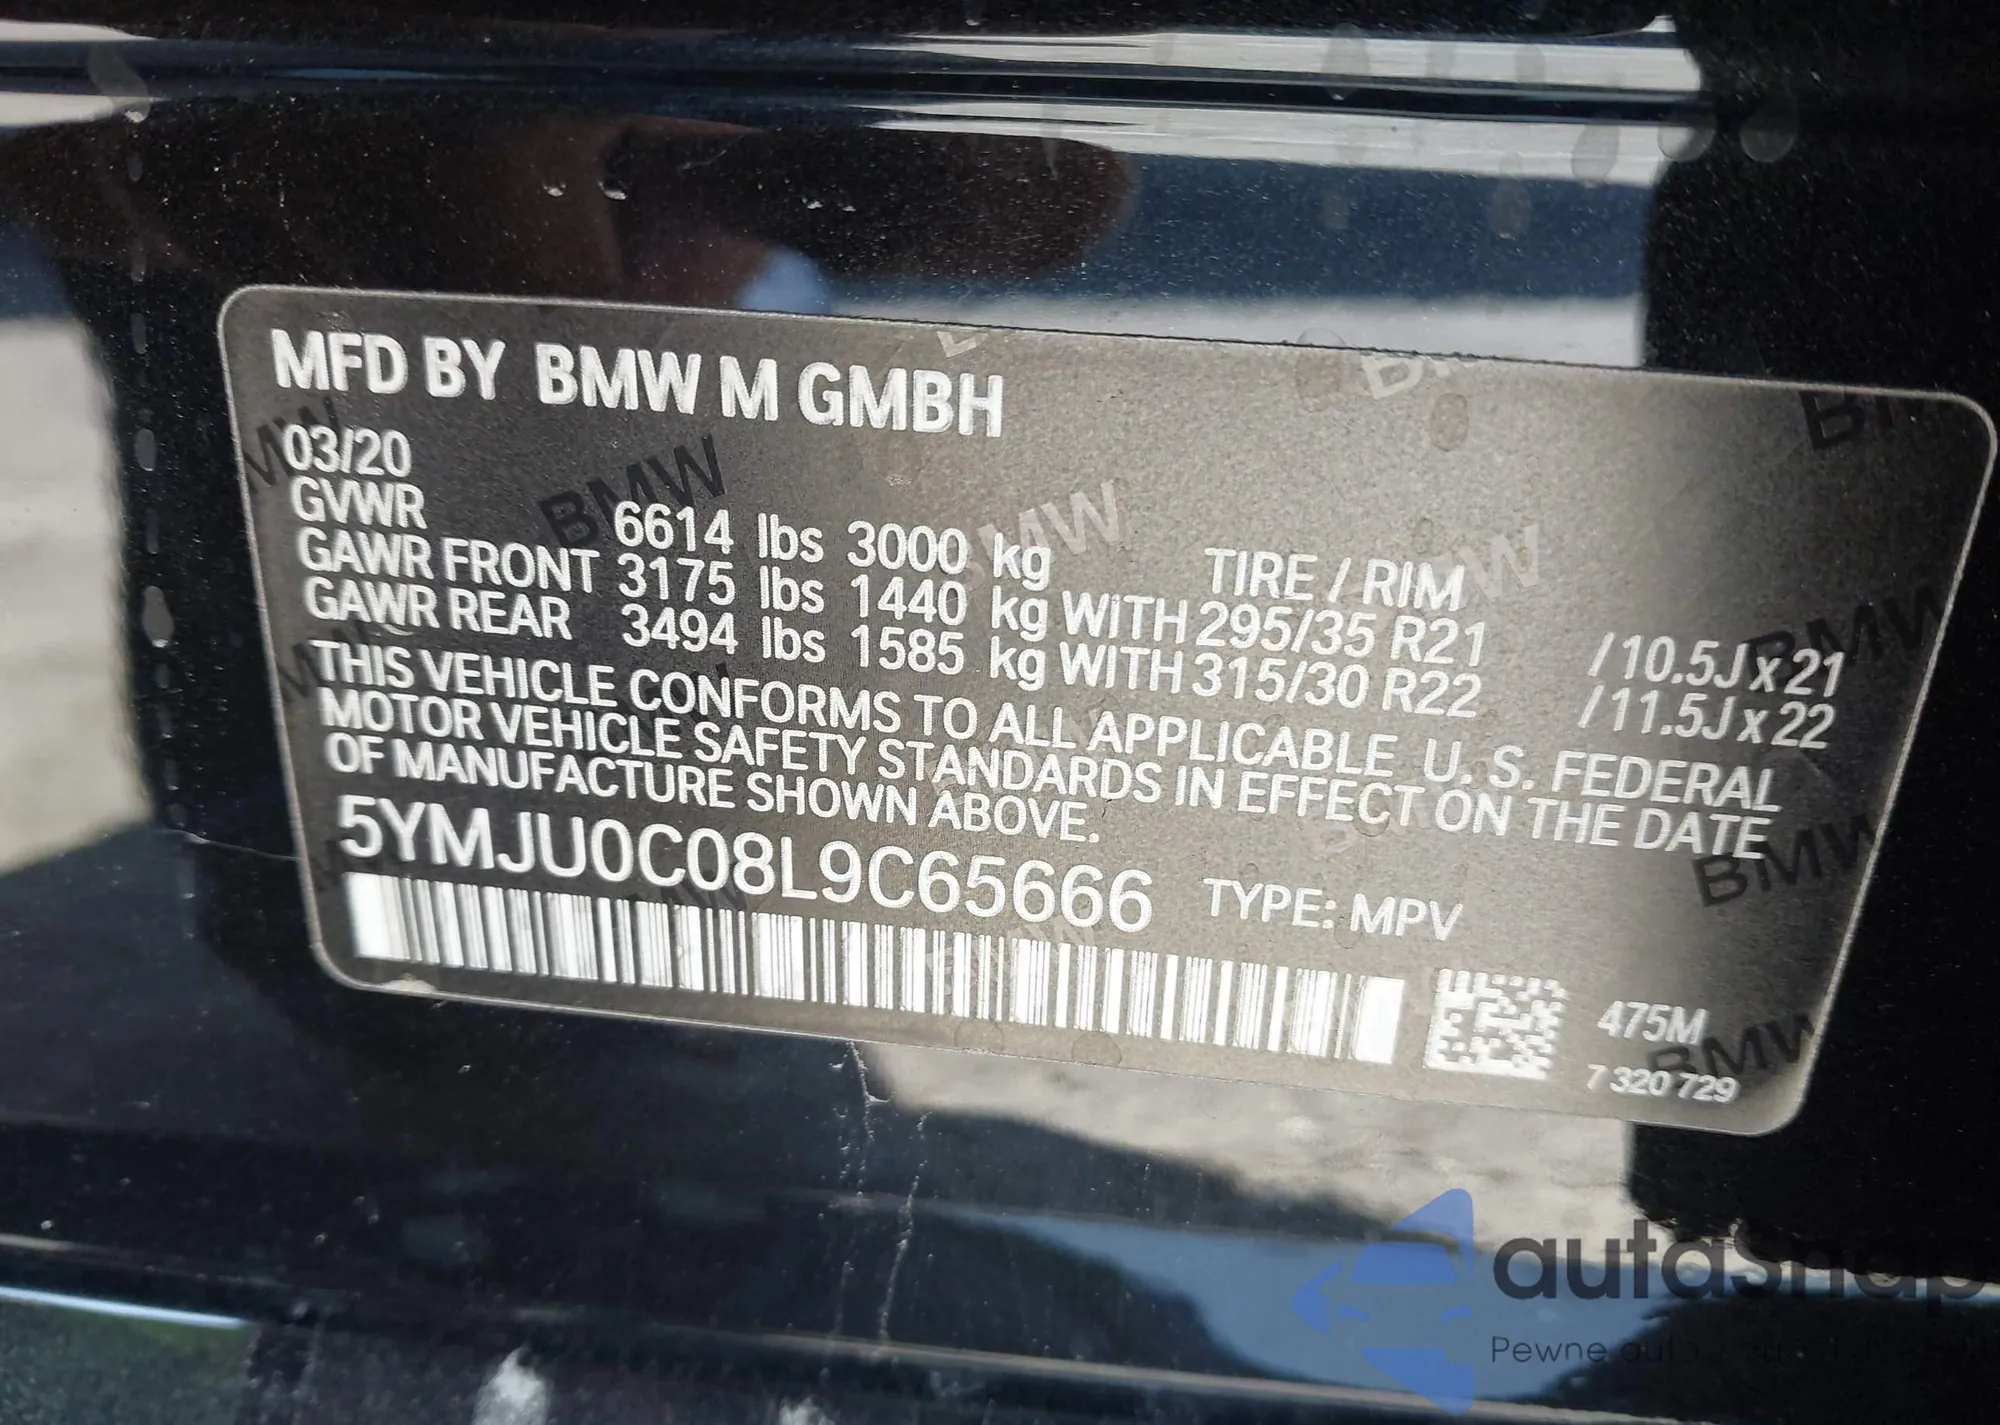 MFD BY BMW M GMBH
03/20
GVWR 6614 lbs 3000 kg TIRE / RIM
GAWR FRONT 3175 lbs 1440 kg WITH 295/35 R21 /10.5J x 21
GAWR REAR 3494 lbs 1585 kg WITH 315/30 R22 /11.5J x 22
THIS VEHICLE CONFORMS TO ALL APPLICABLE U. S. FEDERAL
MOTOR VEHICLE SAFETY STANDARDS IN EFFECT ON THE DATE
OF MANUFACTURE SHOWN ABOVE.
5YMJU0C08L9C65666 TYPE: MPV
475M
7 320 729
autaSnap
Pewne auta